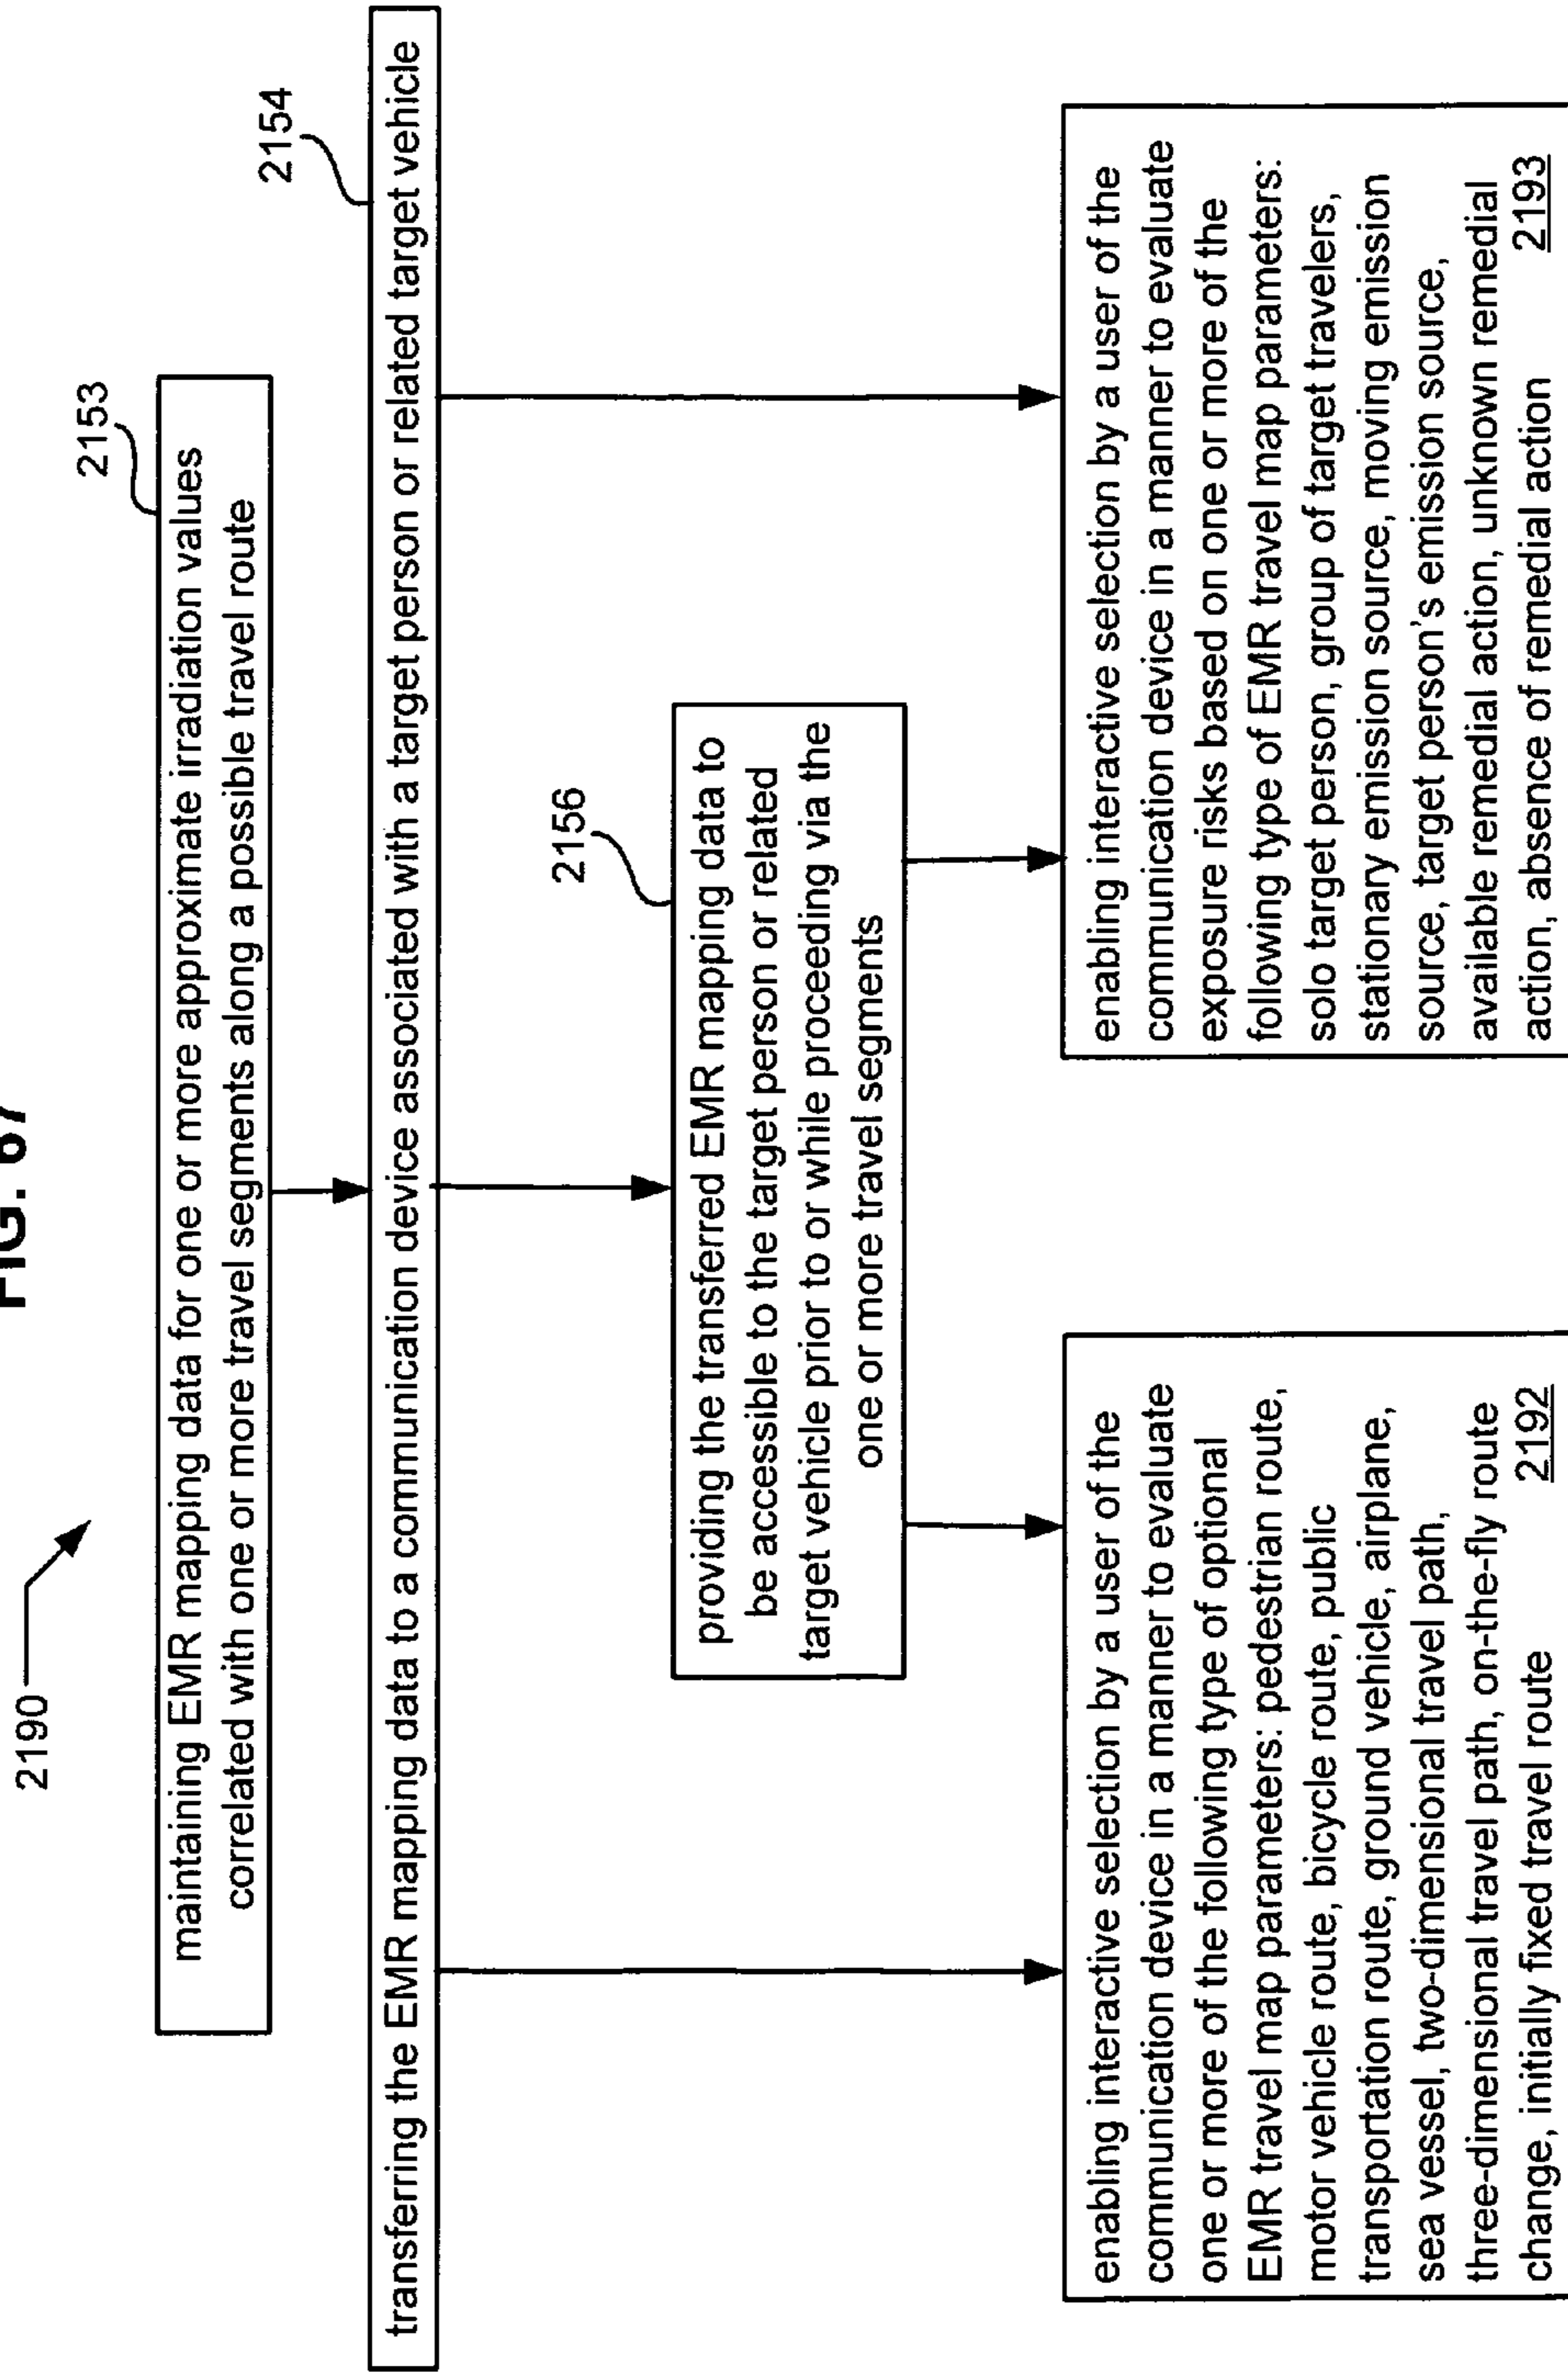 FIG.
2190
2153
maintaining EMR mapping data for one or more approximate irradiation values
correlated with one or more travel segments along a possible travel route
2154
transferring the EMR mapping data to a communication device associated with a target person or related target vehicle
2156
providing the transferred EMR mapping data to
be accessible to the target person or related
target vehicle prior to or while proceeding via the
one or more travel segments
enabling interactive selection by a user of the
communication device in a manner to evaluate
one or more of the following type of optional
EMR travel map parameters: pedestrian route,
motor vehicle route, bicycle route, public
transportation route, ground vehicle, airplane,
sea vessel, two-dimensional travel path,
three-dimensional travel path, on-the-fly route
change, initially fixed travel route 2192
enabling interactive selection by a user of the
communication device in a manner to evaluate
exposure risks based on one or more of the
following type of EMR travel map parameters:
solo target person, group of target travelers,
stationary emission source, moving emission
source, target person's emission source,
available remedial action, unknown remedial
action, absence of remedial action 2193